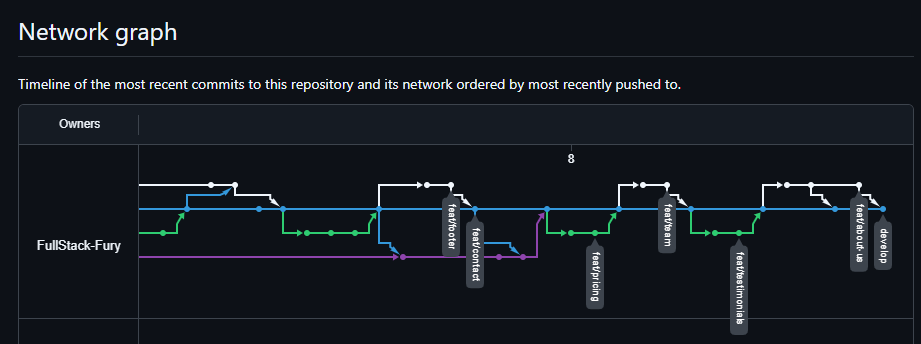 Network graph
Timeline of the most recent commits to this repository and its network ordered by most recently pushed to.
Owners
8
FullStack-Fury
feat/footer
feat/contact
feat/pricing
feat/team
feat/testimonials
feat/about-us
develop